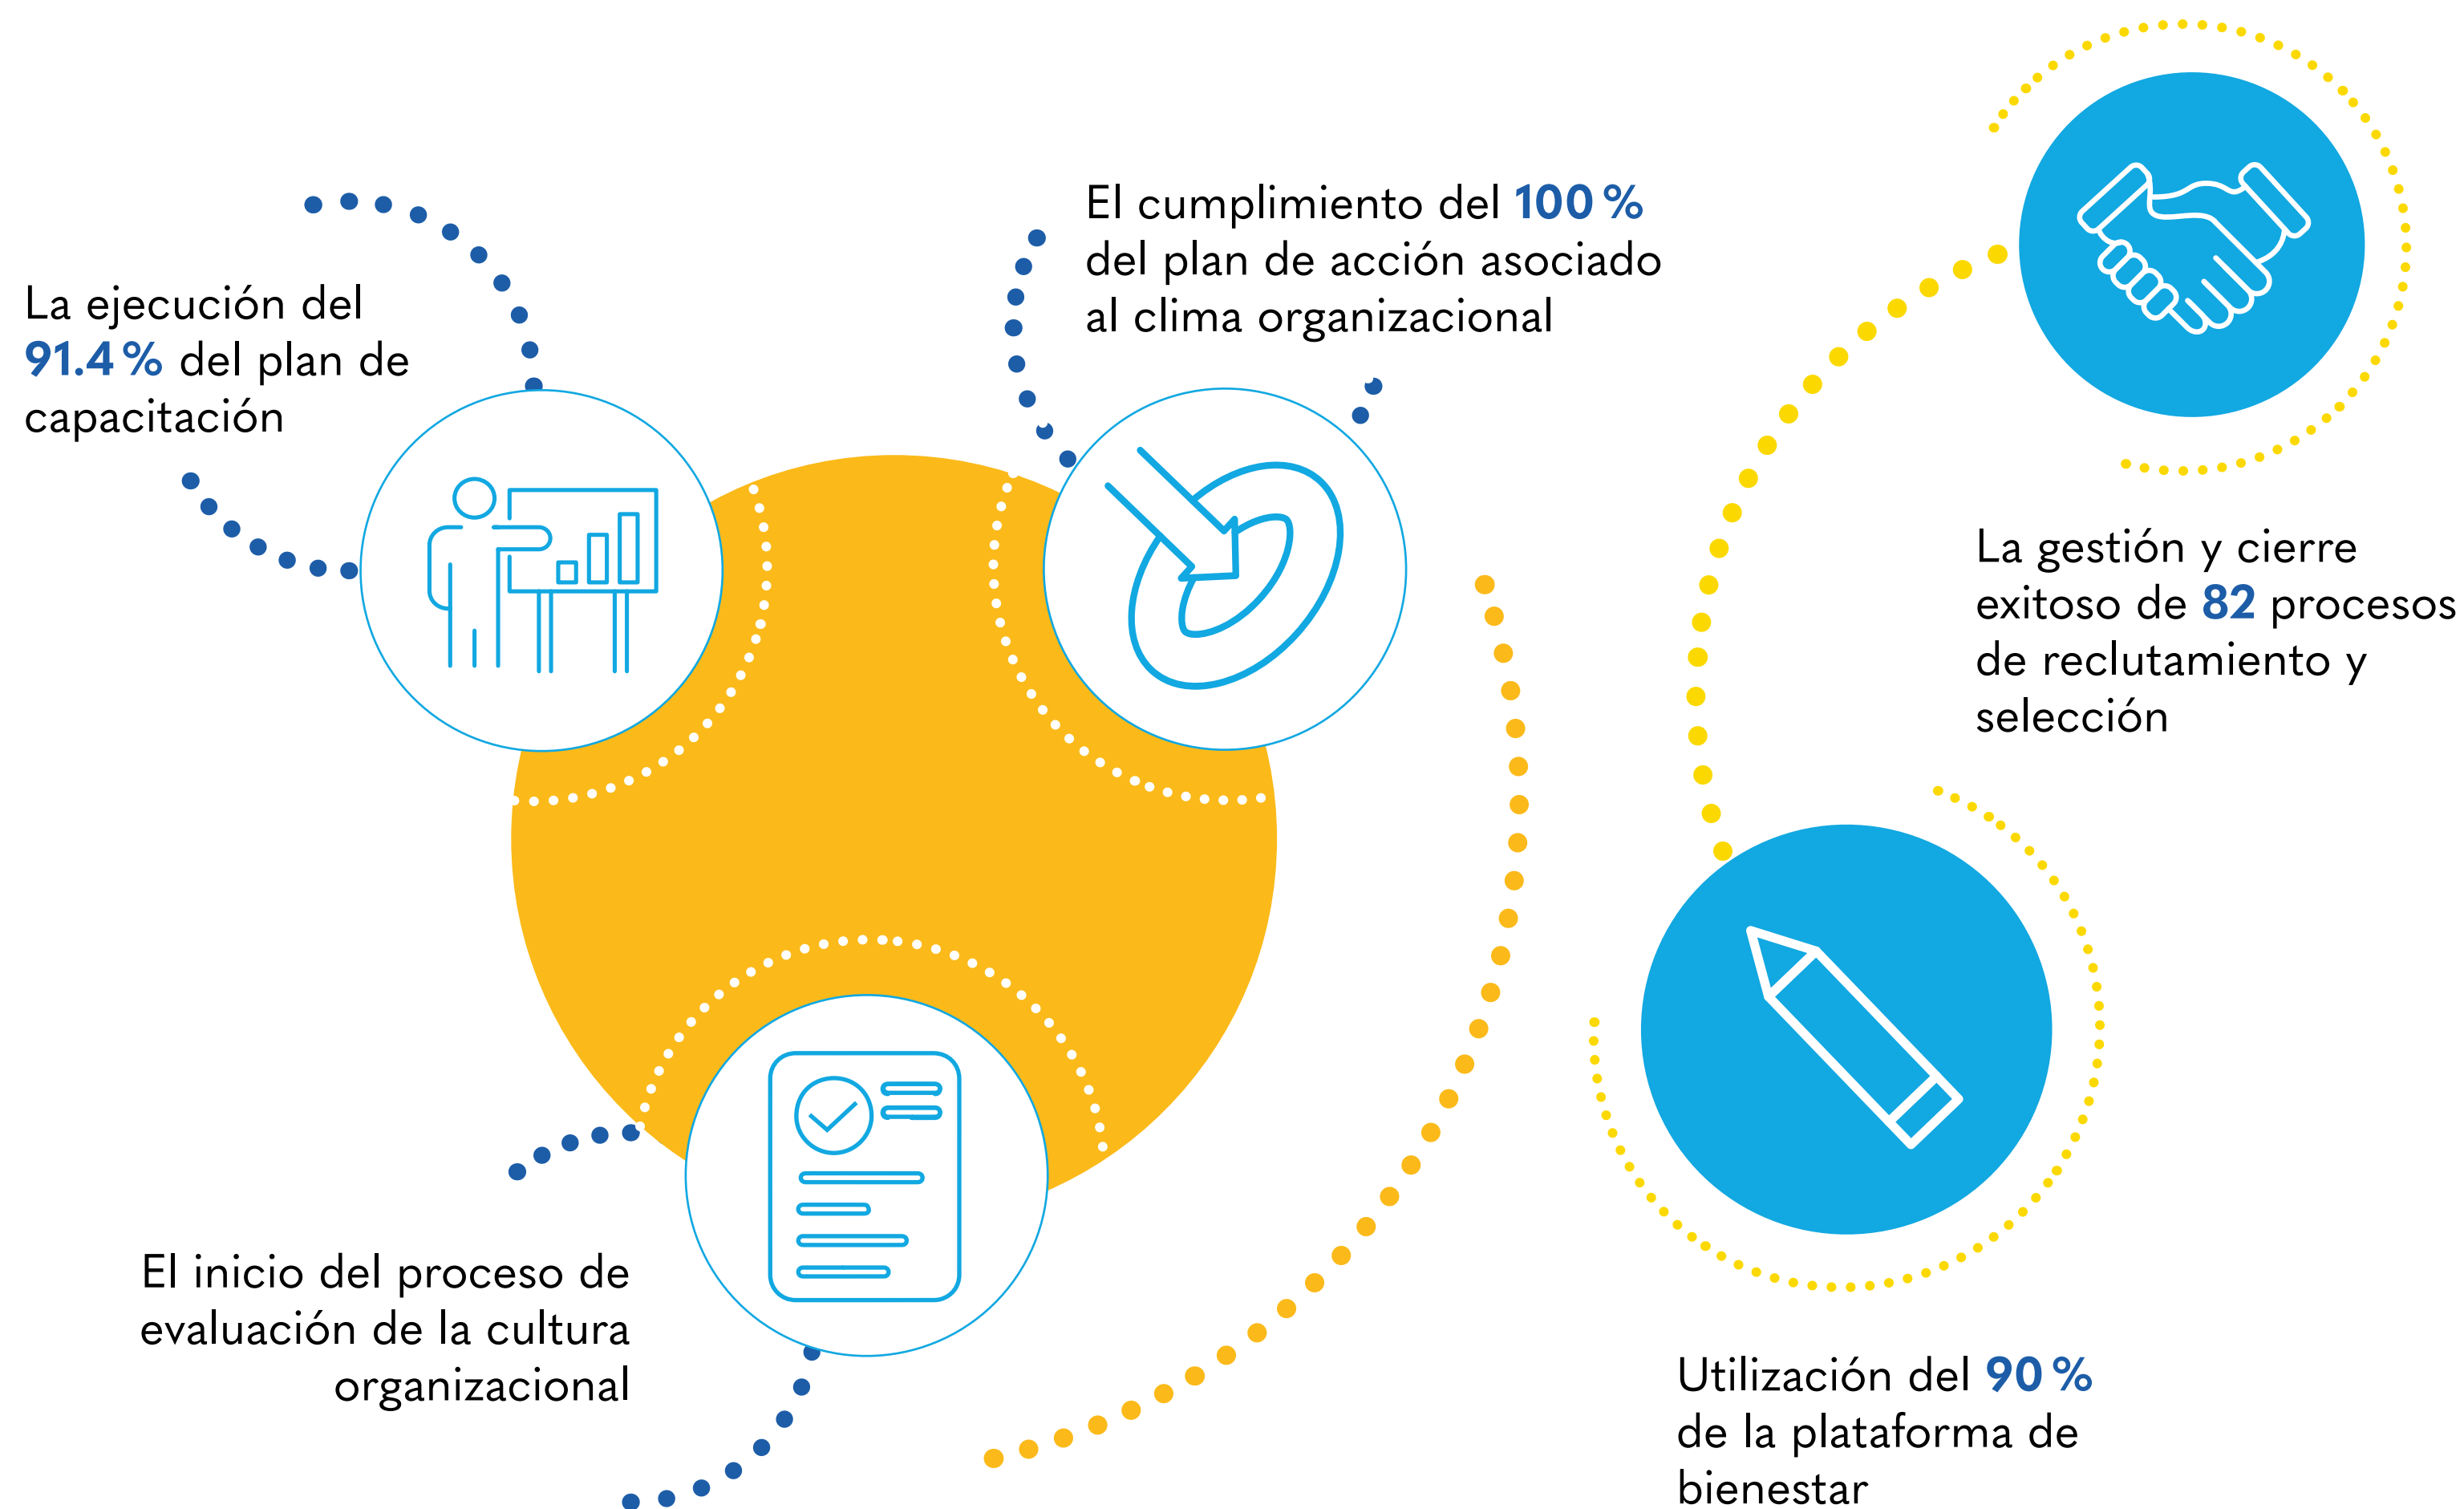 La ejecución del
91.4% del plan de
capacitación
El cumplimiento del 100%
del plan de acción asociado
al clima organizacional
La gestión y cierre
exitoso de 82 procesos
de reclutamiento y
selección
El inicio del proceso de
evaluación de la cultura
organizacional
Utilización del 90%
de la plataforma de
bienestar